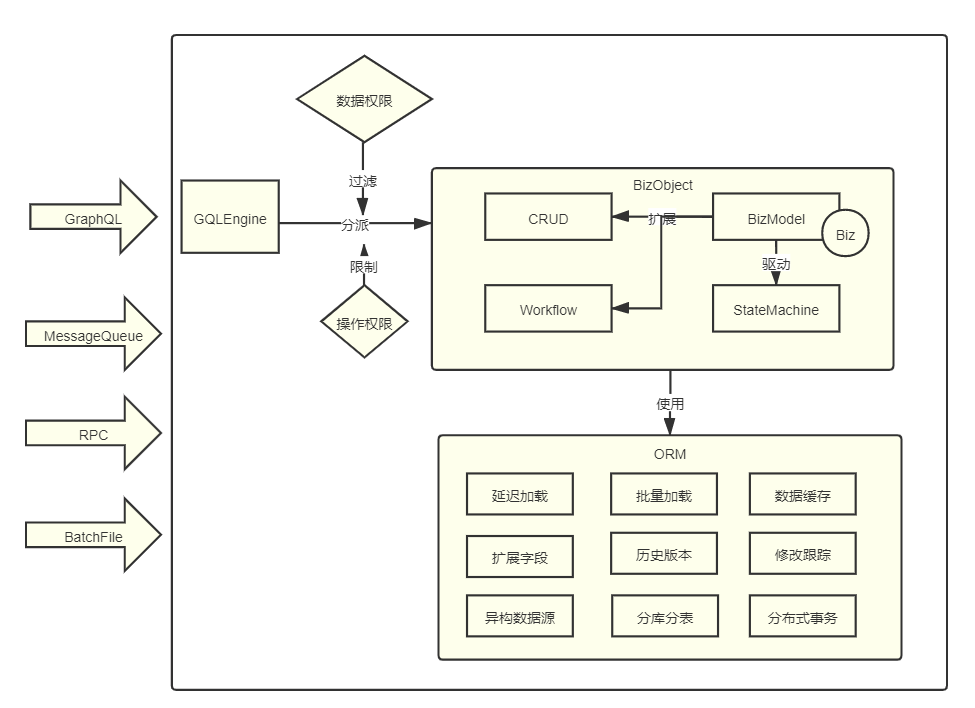 数据权限
过滤
GraphQL
GQLEngine
分派
限制
操作权限
MessageQueue
RPC
BatchFile
BizObject
CRUD
扩展
BizModel
Biz
驱动
Workflow
StateMachine
使用
ORM
延迟加载
批量加载
数据缓存
扩展字段
历史版本
修改跟踪
异构数据源
分库分表
分布式事务